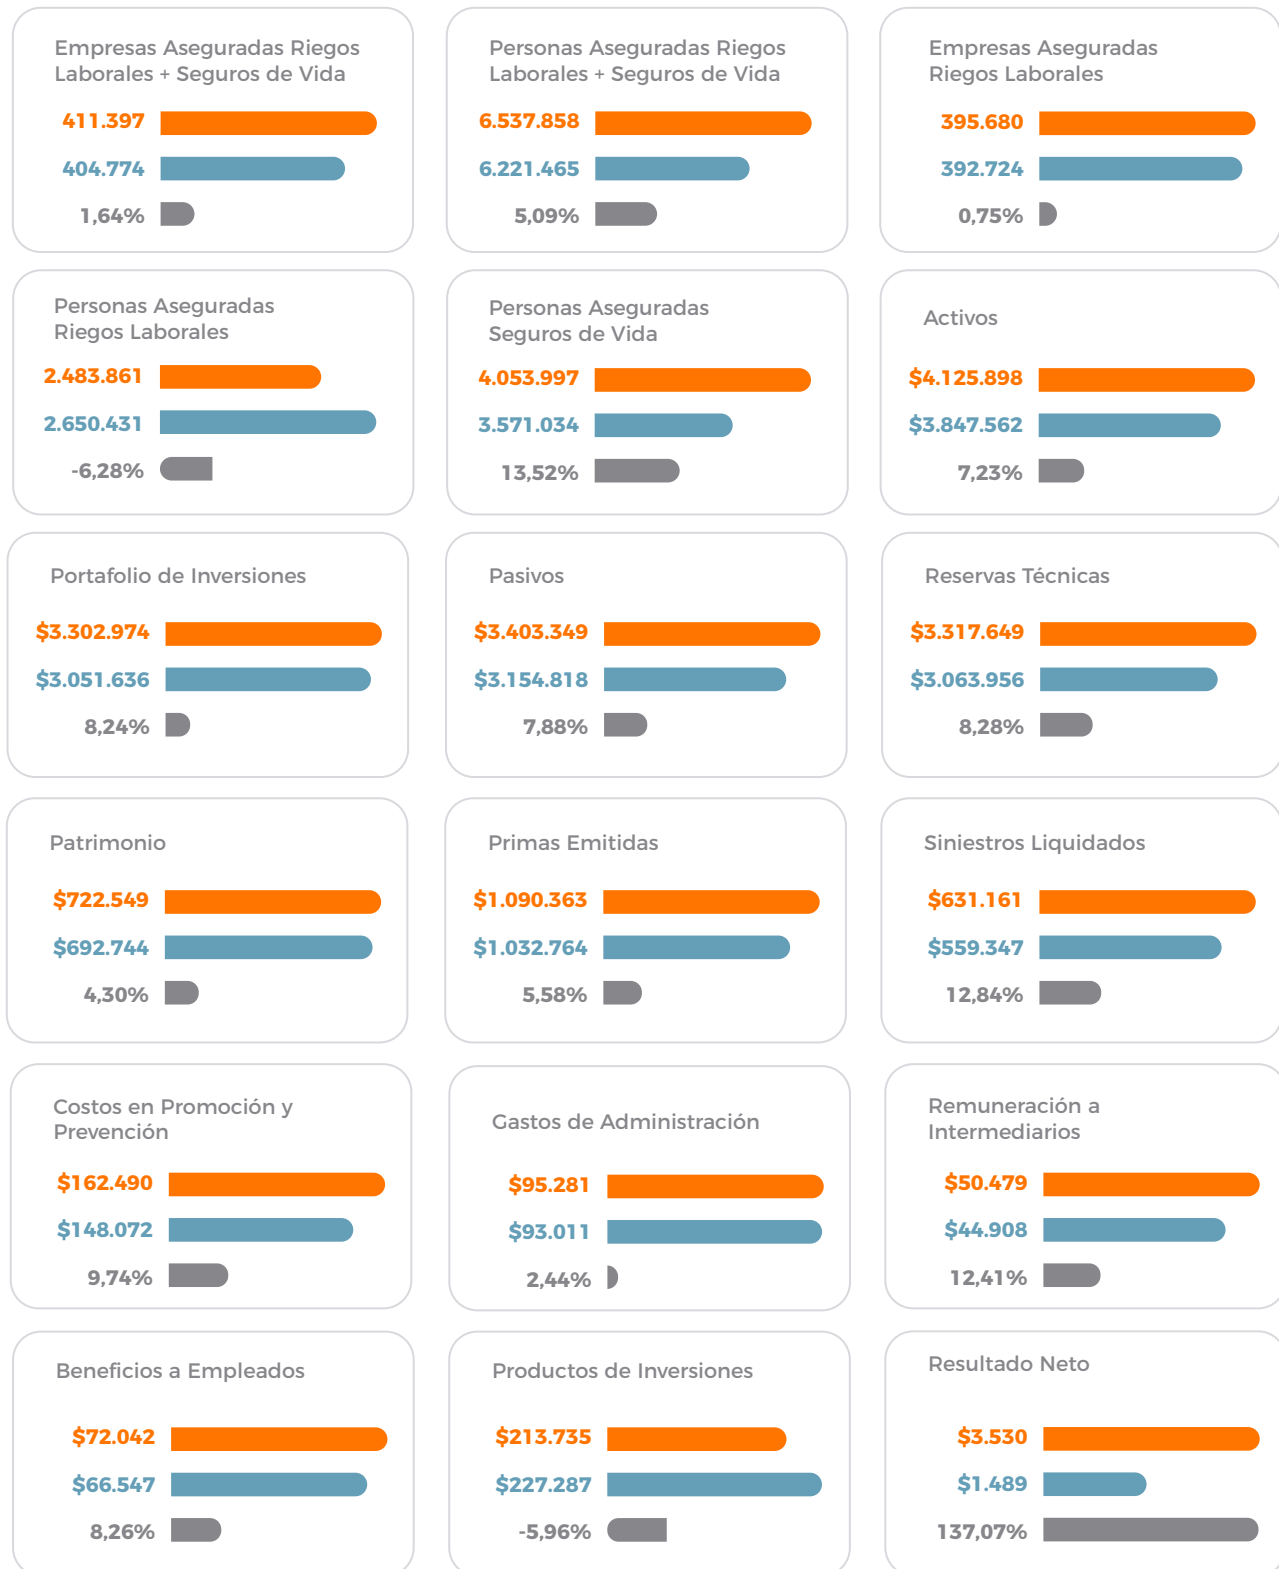 Empresas Aseguradas Riegos
Laborales + Seguros de Vida
411.397
404.774
1,64%
Personas Aseguradas Riegos
Laborales + Seguros de Vida
6.537.858
6.221.465
5,09%
Empresas Aseguradas
Riegos Laborales
395.680
392.724
0,75%
Personas Aseguradas
Riegos Laborales
2.483.861
2.650.431
-6,28%
Personas Aseguradas
Seguros de Vida
4.053.997
3.571.034
13,52%
Activos
$4.125.898
$3.847.562
7,23%
Portafolio de Inversiones
$3.302.974
$3.051.636
8,24%
Pasivos
$3.403.349
$3.154.818
7,88%
Reservas Técnicas
$3.317.649
$3.063.956
8,28%
Patrimonio
$722.549
$692.744
4,30%
Primas Emitidas
$1.090.363
$1.032.764
5,58%
Siniestros Liquidados
$631.161
$559.347
12,84%
Costos en Promoción y
Prevención
$162.490
$148.072
9,74%
Gastos de Administración
$95.281
$93.011
2,44%
Remuneración a
Intermediarios
$50.479
$44.908
12,41%
Beneficios a Empleados
$72.042
$66.547
8,26%
Productos de Inversiones
$213.735
$227.287
-5,96%
Resultado Neto
$3.530
$1.489
137,07%